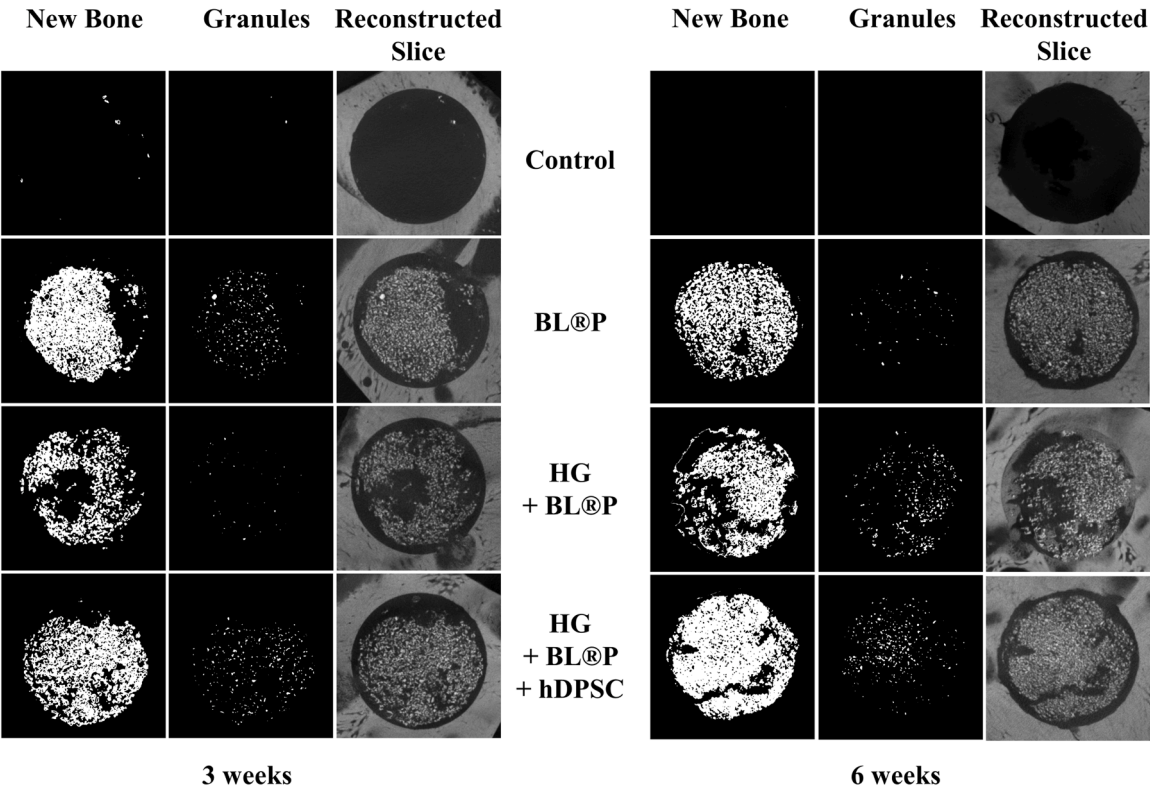 New Bone Granules Reconstructed Slice New Bone Granules Reconstructed Slice
Control
BL®P
HG
+ BL®P
HG
+ BL®P
+ hDPSC
3 weeks 6 weeks